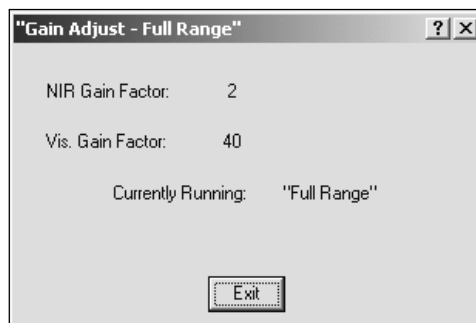 "Gain Adjust - Full Range" ? X
NIR Gain Factor: 2
Vis. Gain Factor: 40
Currently Running: "Full Range"
Exit